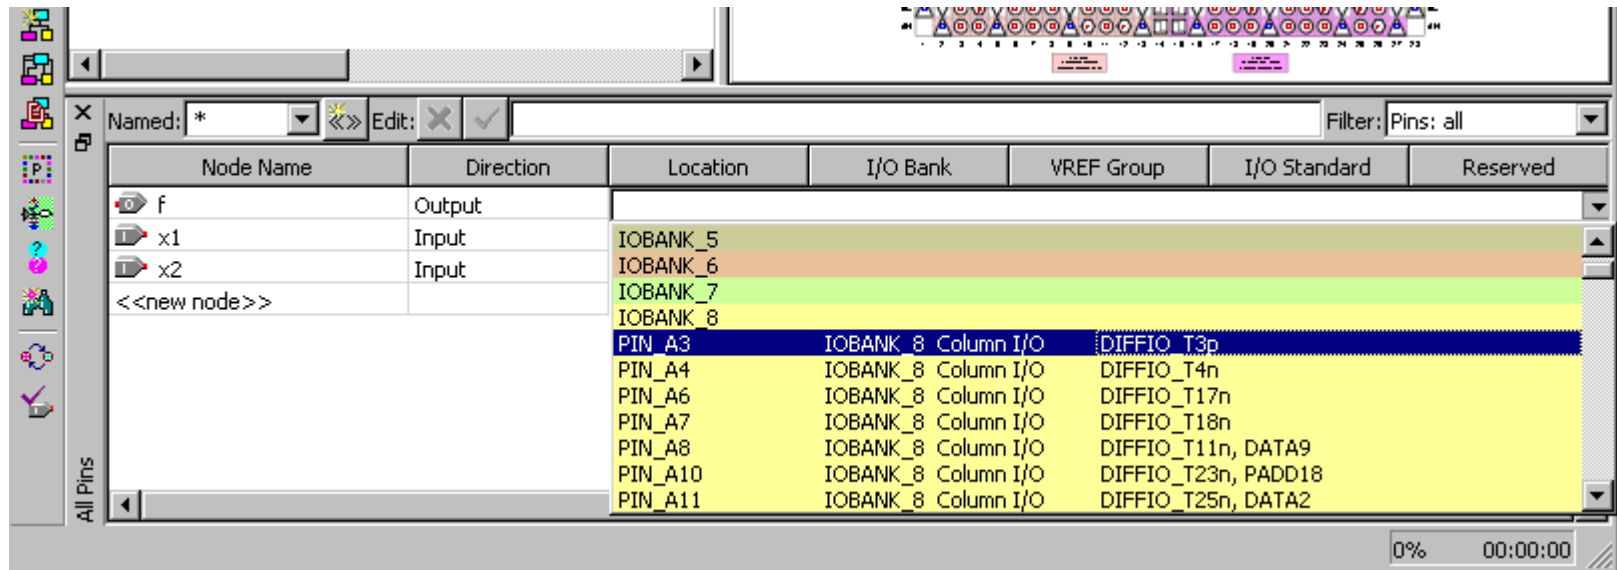 Named: * Edit: Filter: Pins: all
Node Name Direction Location I/O Bank VREF Group I/O Standard Reserved
f Output
x1 Input
x2 Input
<<new node>>
IOBANK_5
IOBANK_6
IOBANK_7
IOBANK_8
PIN_A3 IOBANK_8 Column I/O DIFFIO_T3p
PIN_A4 IOBANK_8 Column I/O DIFFIO_T4n
PIN_A6 IOBANK_8 Column I/O DIFFIO_T17n
PIN_A7 IOBANK_8 Column I/O DIFFIO_T18n
PIN_A8 IOBANK_8 Column I/O DIFFIO_T11n, DATA9
PIN_A10 IOBANK_8 Column I/O DIFFIO_T23n, PADD18
PIN_A11 IOBANK_8 Column I/O DIFFIO_T25n, DATA2
All Pins
0% 00:00:00